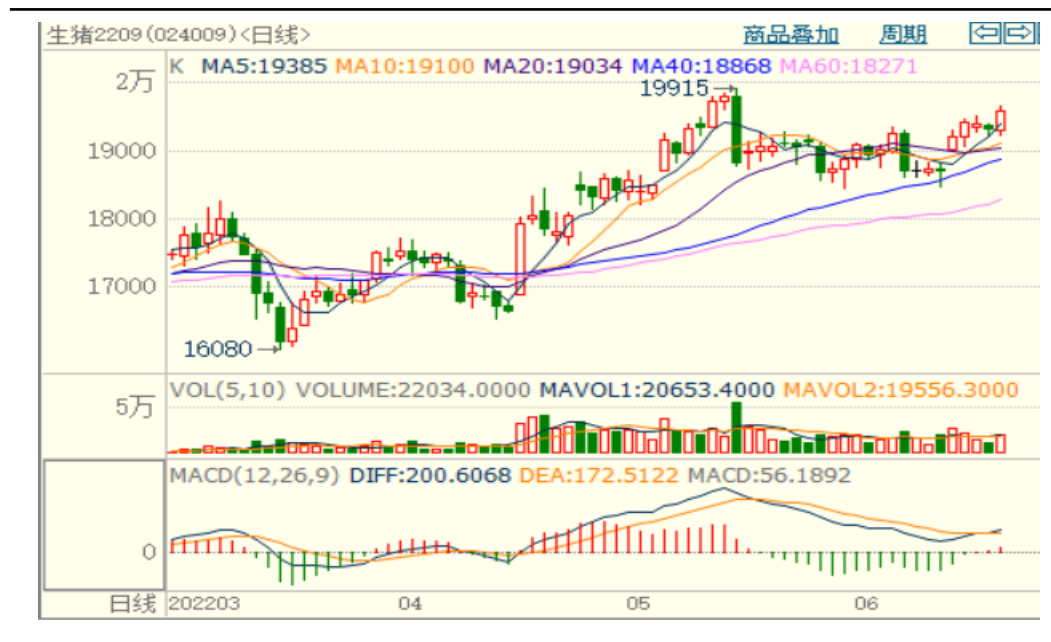 生猪2209(024009)<日线> 商品叠加 周期
K MA5:19385 MA10:19100 MA20:19034 MA40:18868 MA60:18271
2万
19915
19000
18000
17000
16080
VOL(5,10) VOLUME:22034.0000 MAVOL1:20653.4000 MAVOL2:19556.3000
5万
MACD(12,26,9) DIFF:200.6068 DEA:172.5122 MACD:56.1892
0
日线 202203 04 05 06